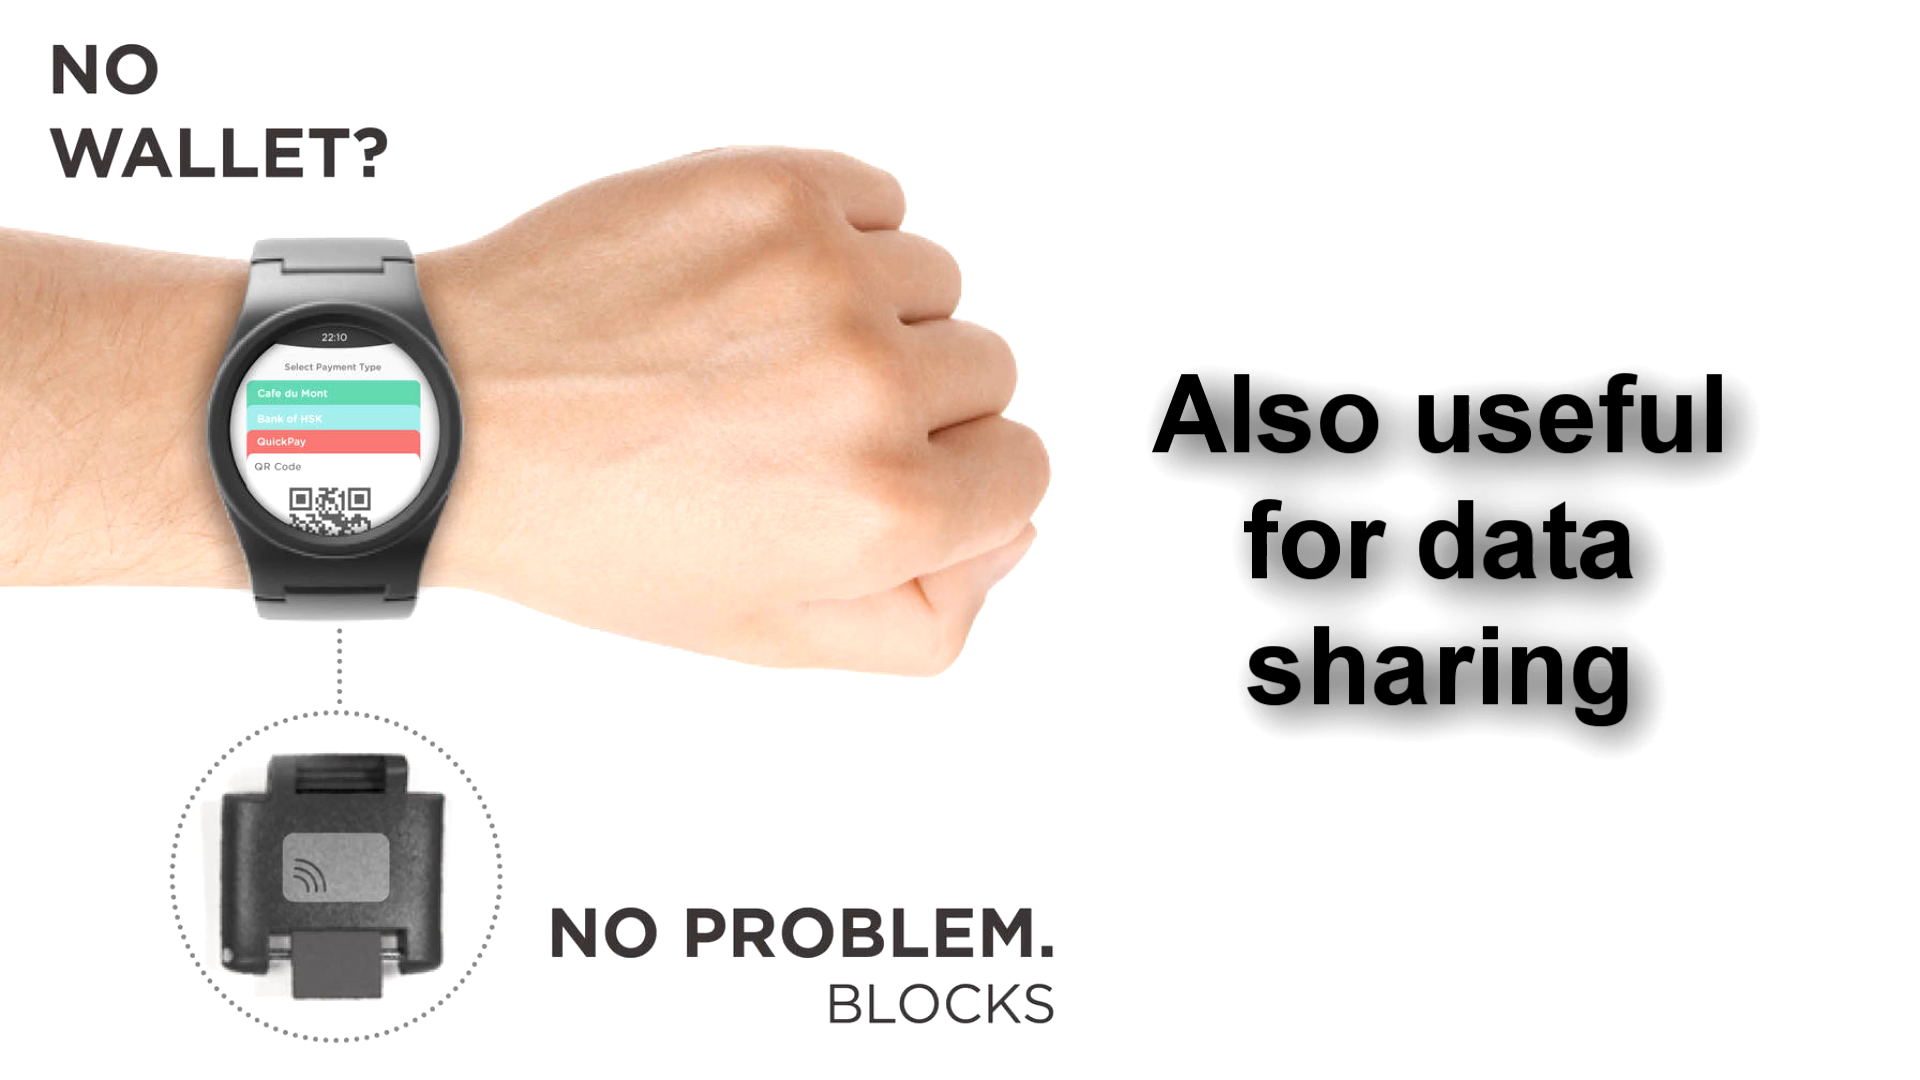 NO
WALLET?
22:10
Select Payment Type
Cafe du Mont
Bank of HSK
QuickPay
QR Code
Also useful
for data
sharing
NO PROBLEM.
BLOCKS